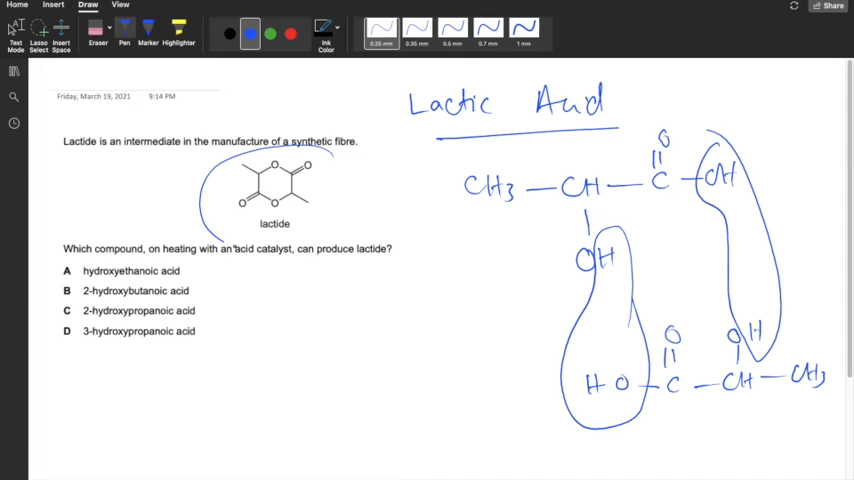 Home Insert Draw View
Share
Text Mode
Lasso Select
Insert Space
Eraser
Pen
Marker
Highlighter
Ink Color
0.25 mm
0.35 mm
0.5 mm
0.7 mm
1 mm
Friday, March 19, 2021 9:14 PM
Lactic Acid
Lactide is an intermediate in the manufacture of a synthetic fibre.
O O
O O
lactide
O
CH3 — CH — C — OH
OH
Which compound, on heating with an acid catalyst, can produce lactide?
A hydroxyethanoic acid
B 2-hydroxybutanoic acid
C 2-hydroxypropanoic acid
D 3-hydroxypropanoic acid
O OH
HO — C — CH — CH3